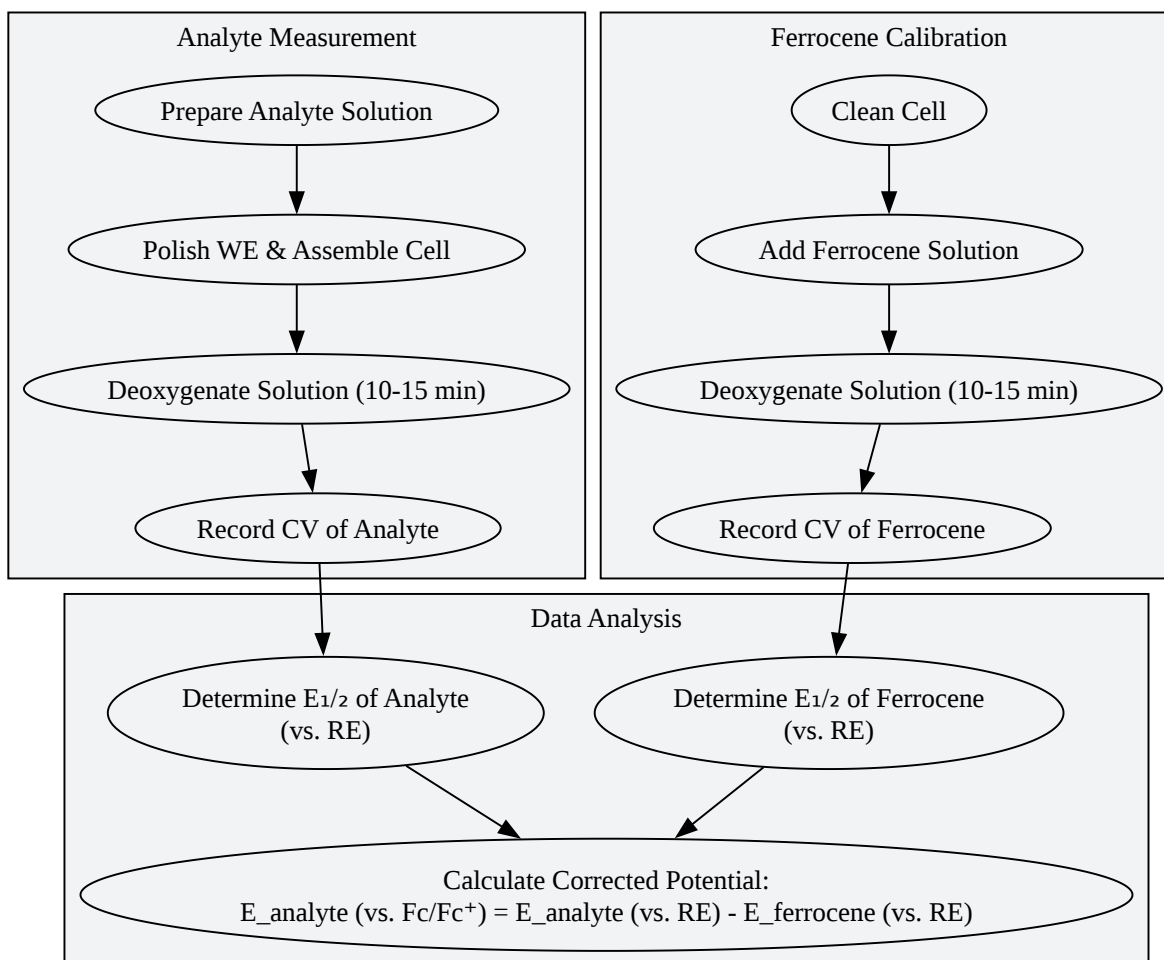 Analyte Measurement
Prepare Analyte Solution
Polish WE & Assemble Cell
Deoxygenate Solution (10-15 min)
Record CV of Analyte
Ferrocene Calibration
Clean Cell
Add Ferrocene Solution
Deoxygenate Solution (10-15 min)
Record CV of Ferrocene
Data Analysis
Determine E₁/₂ of Analyte
(vs. RE)
Determine E₁/₂ of Ferrocene
(vs. RE)
Calculate Corrected Potential:
E_analyte (vs. Fc/Fc⁺) = E_analyte (vs. RE) - E_ferrocene (vs. RE)